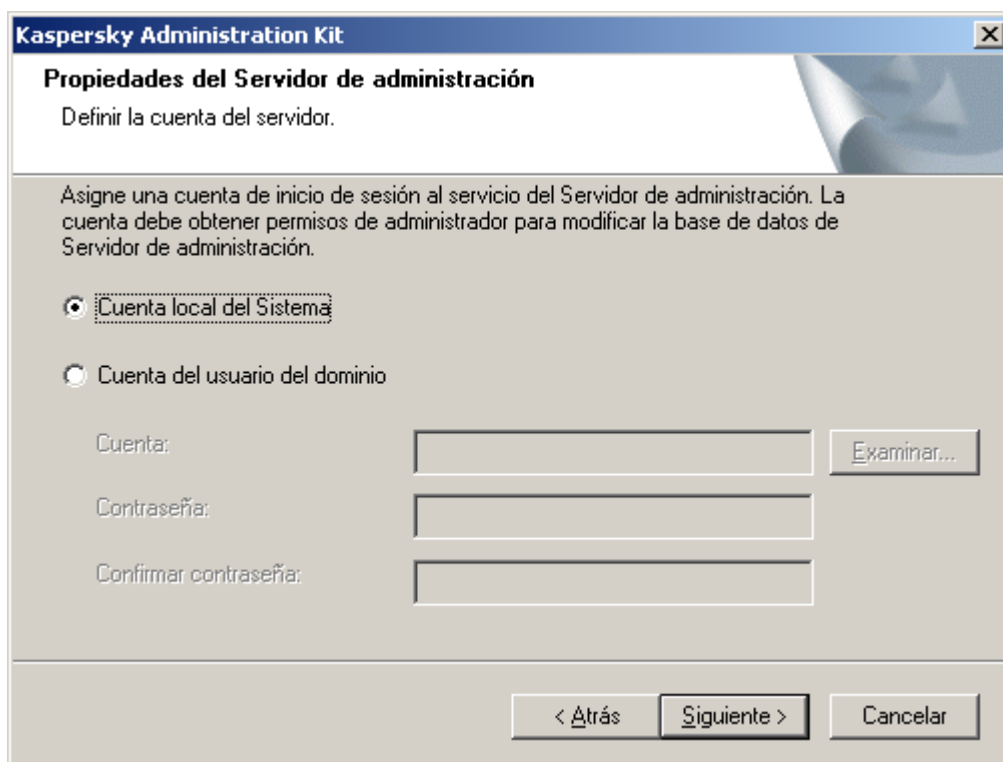 Kaspersky Administration Kit
Propiedades del Servidor de administración
Definir la cuenta del servidor.
Asigne una cuenta de inicio de sesión al servicio del Servidor de administración. La
cuenta debe obtener permisos de administrador para modificar la base de datos de
Servidor de administración.
Cuenta local del Sistema
Cuenta del usuario del dominio
Cuenta:
Examinar...
Contraseña:
Confirmar contraseña:
< Atrás
Siguiente >
Cancelar